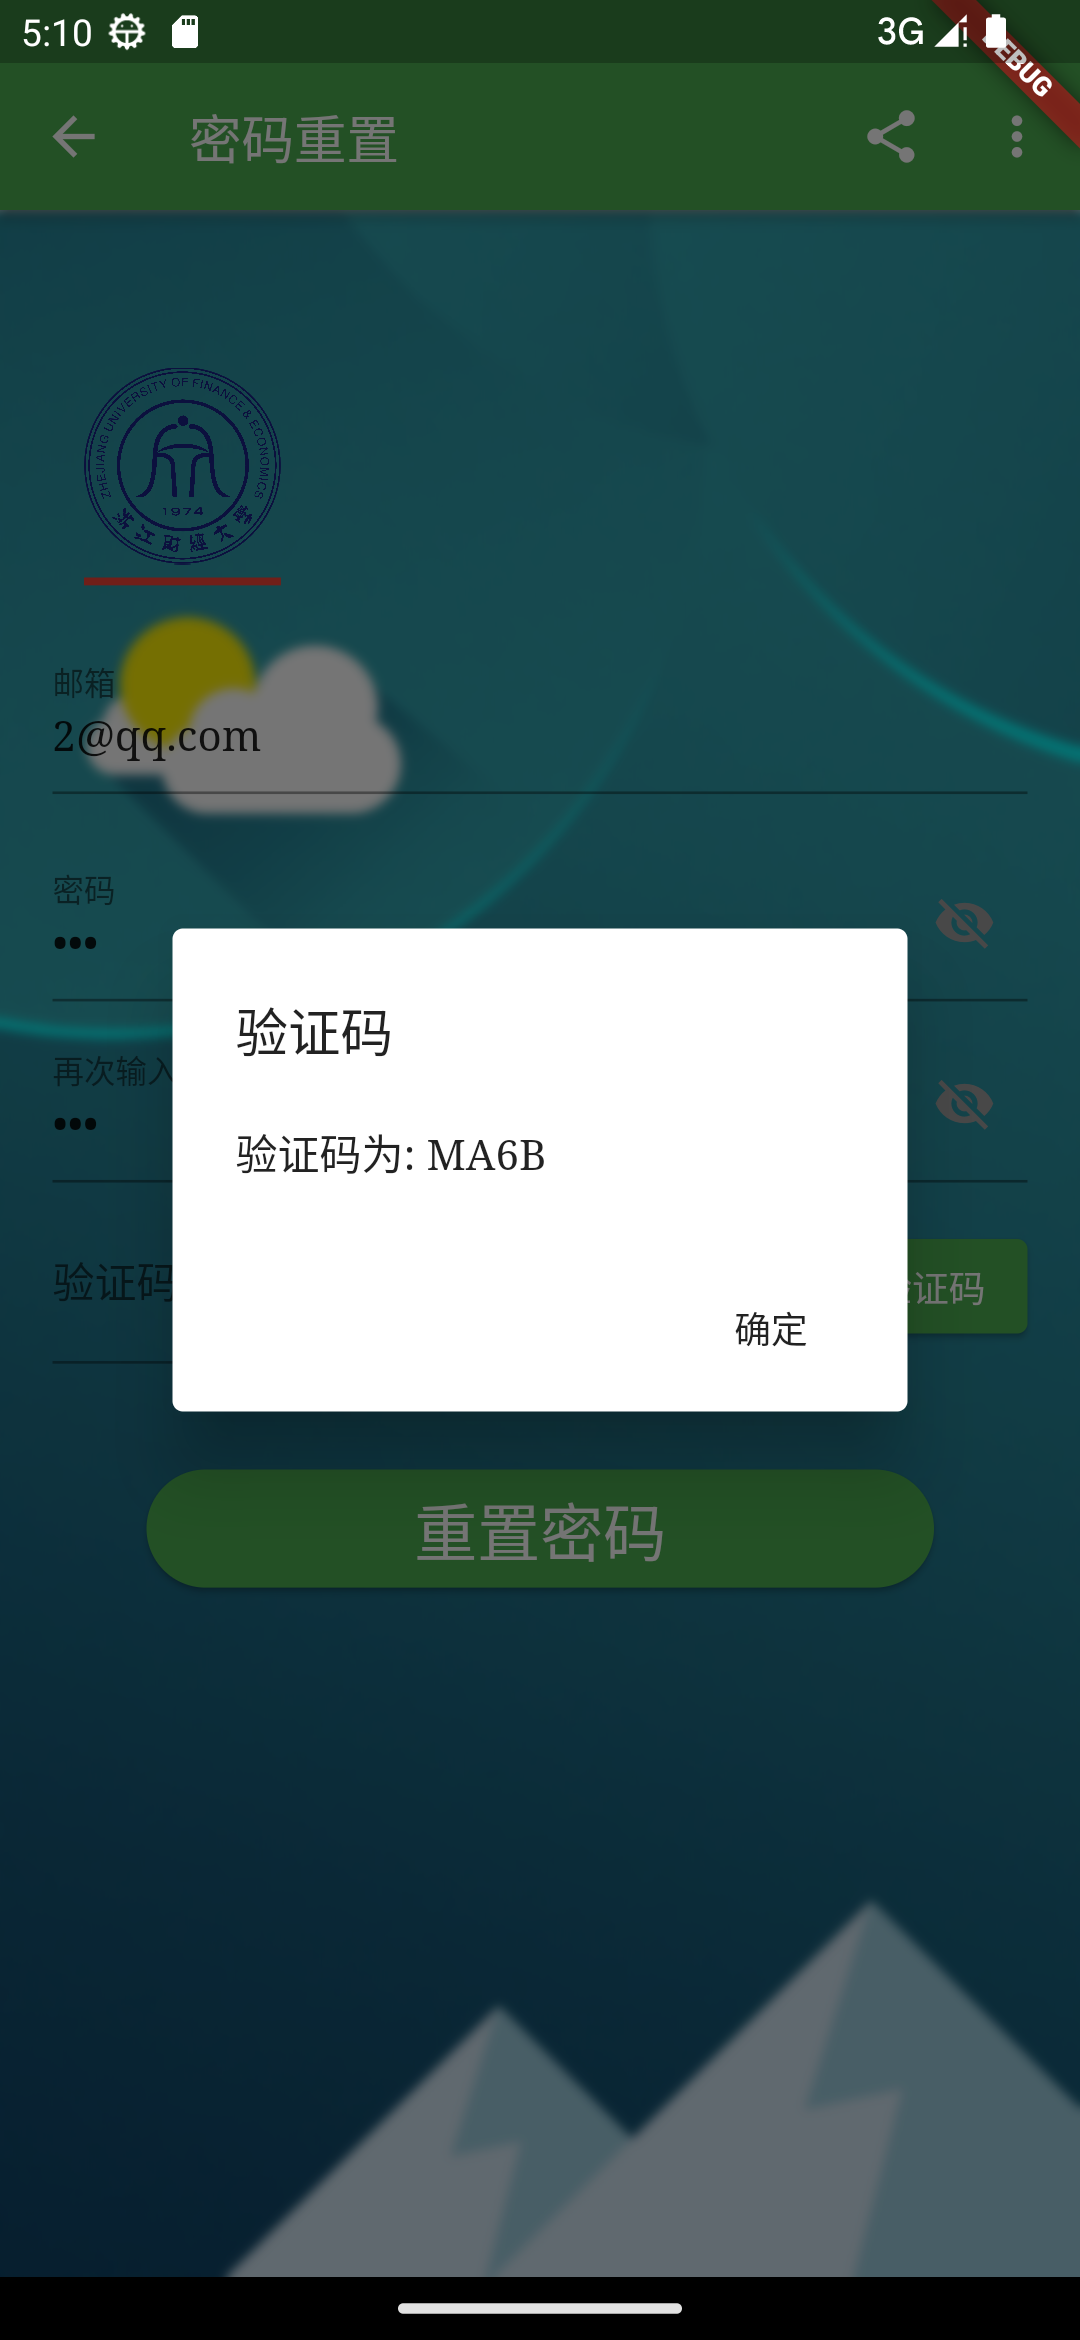 5:10
3G
DEBUG
密码重置
ZHEJIANG UNIVERSITY OF FINANCE & ECONOMICS
1974
浙江财经大学
邮箱
2@qq.com
密码
•••
再次输入
•••
验证码
验证码
验证码为: MA6B
确定
证码
重置密码